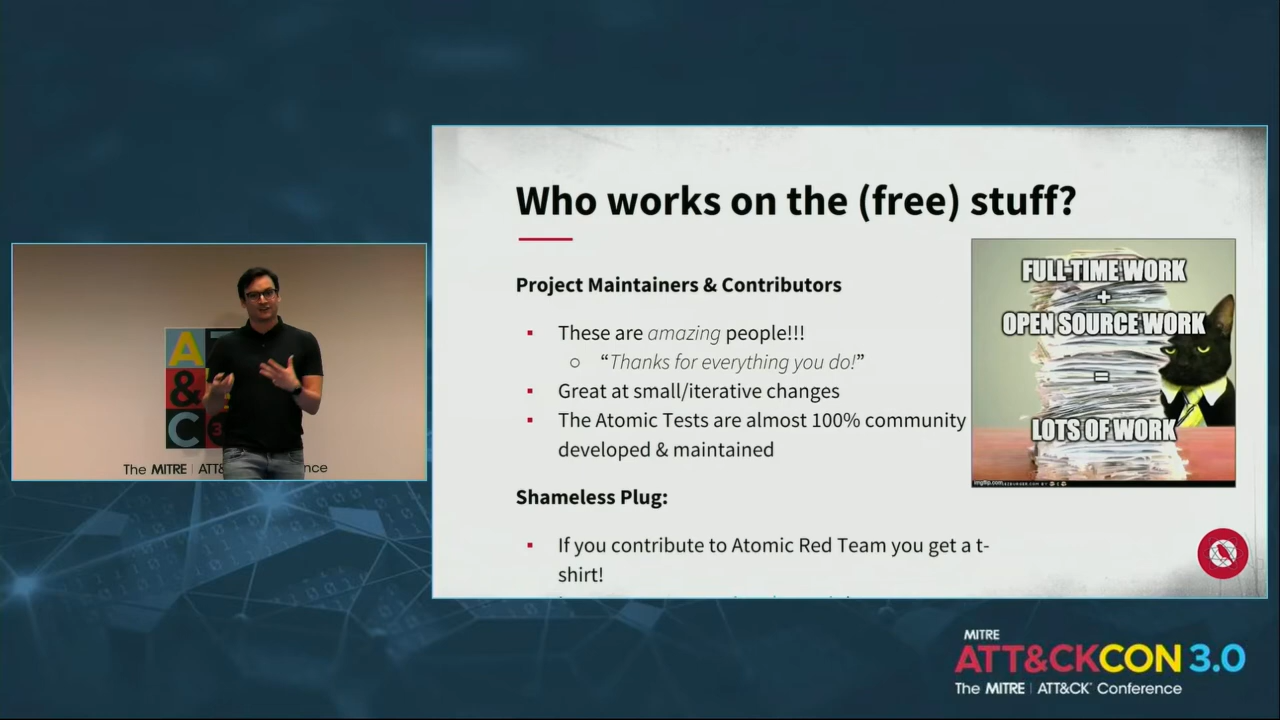 Who works on the (free) stuff?
Project Maintainers & Contributors
These are amazing people!!!
“Thanks for everything you do!”
Great at small/iterative changes
The Atomic Tests are almost 100% community
developed & maintained
Shameless Plug:
If you contribute to Atomic Red Team you get a t-
shirt!
FULL-TIME WORK
+
OPEN SOURCE WORK
=
LOTS OF WORK
imgflip.com
A
&
C
The MITRE | ATT& nce
MITRE
ATT&CKCON 3.0
The MITRE | ATT&CK® Conference